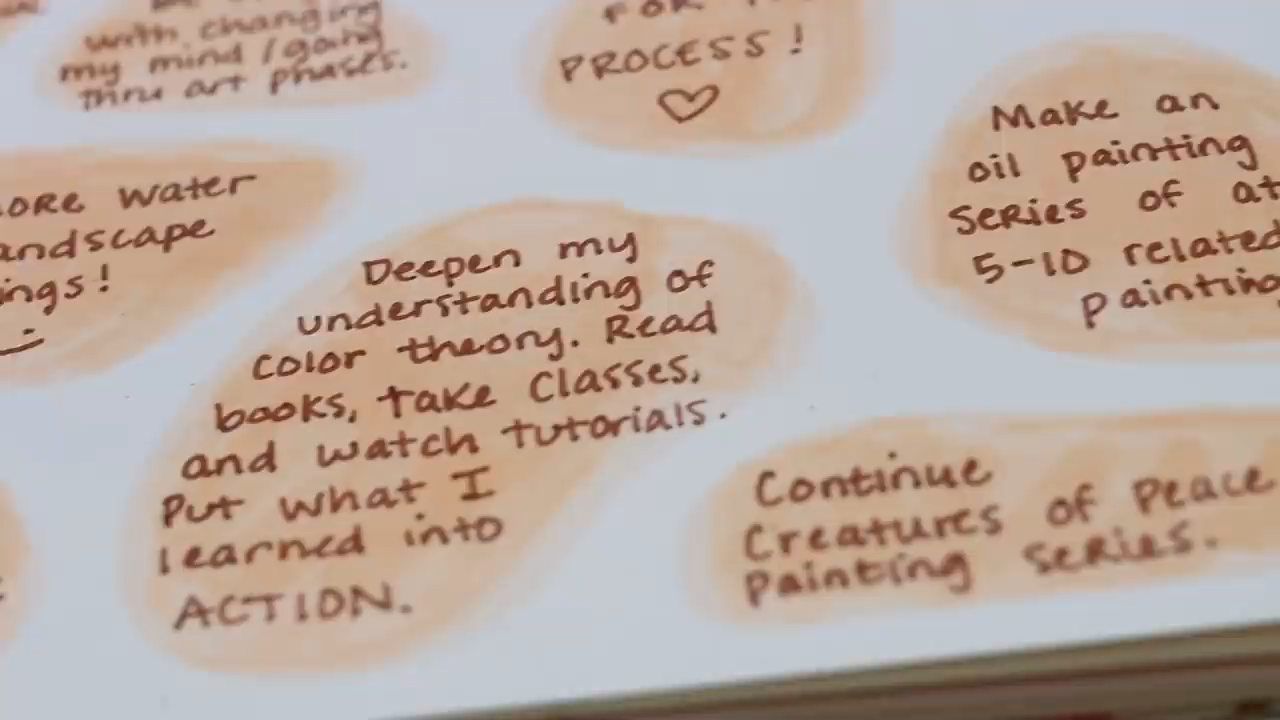 with changing
my mind / going
thru art phases.
FOR
PROCESS!
Make an
oil painting
series of at
5-10 related
painting
water
ings!
Deepen my
understanding of
color theory. Read
books, take classes,
and watch tutorials.
Put what I
learned into
ACTION.
Continue
Creatures of Peace
Painting series.